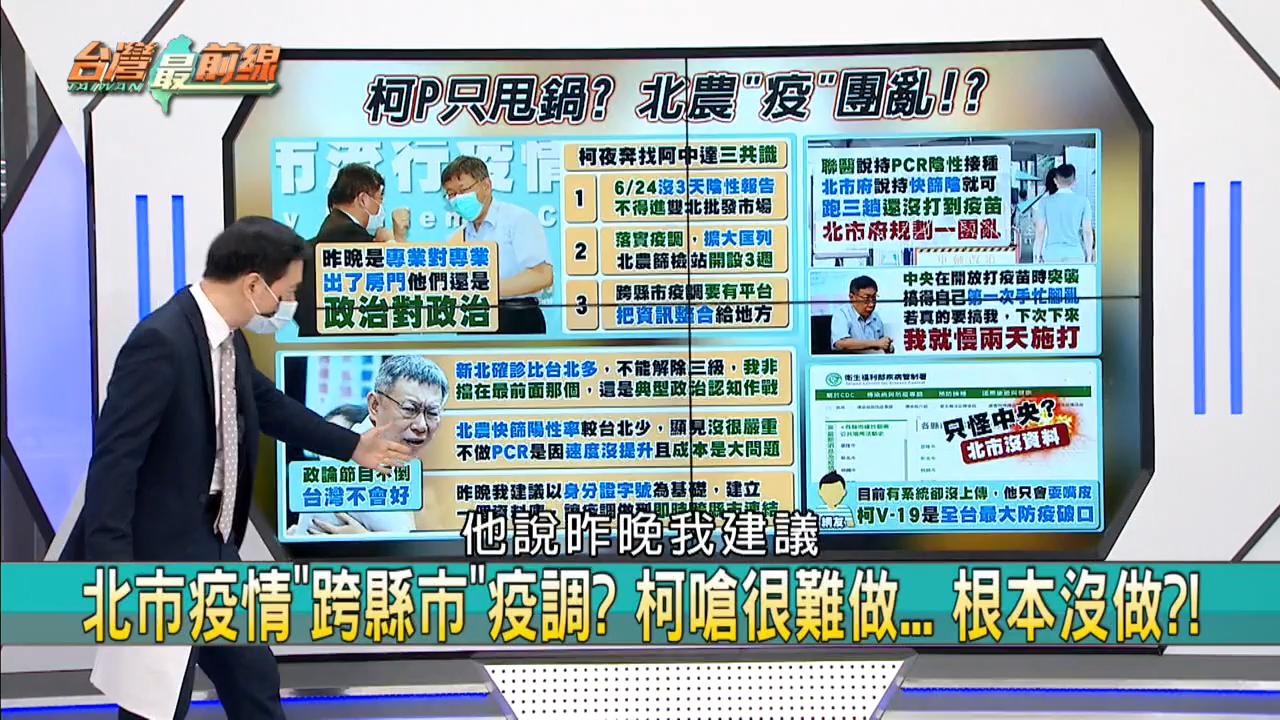 台灣最前線
TAIWAN
柯P只甩鍋? 北農"疫"團亂!?
市流行疫情
昨晚是專業對專業
出了房門他們還是
政治對政治
柯夜奔找阿中達三共識
1
6/24沒3天陰性報告
不得進雙北批發市場
2
落實疫調，擴大匡列
北農篩檢站開設3週
3
跨縣市疫調要有平台
把資訊整合給地方
聯醫說持PCR陰性接種
北市府說持快篩陰就可
跑三趟還沒打到疫苗
北市府規劃一團亂
中央在開放打疫苗時突襲
搞得自己第一次手忙腳亂
若真的要搞我，下次下來
我就慢兩天施打
政論節目不倒
台灣不會好
新北確診比台北多，不能解除三級，我非
擋在最前面那個，這是典型政治認知作戰
北農快篩陽性率較台北少，顯見沒很嚴重
不做PCR是因速度沒提升且成本是大問題
昨晚我建議以身分證字號為基礎，建立
衛生福利部疾病管制署
只怪中央?
北市沒資料
網友
目前有系統卻沒上傳，他只會耍嘴皮
柯V-19是全台最大防疫破口
他說昨晚我建議
北市疫情"跨縣市"疫調? 柯嗆很難做... 根本沒做?!